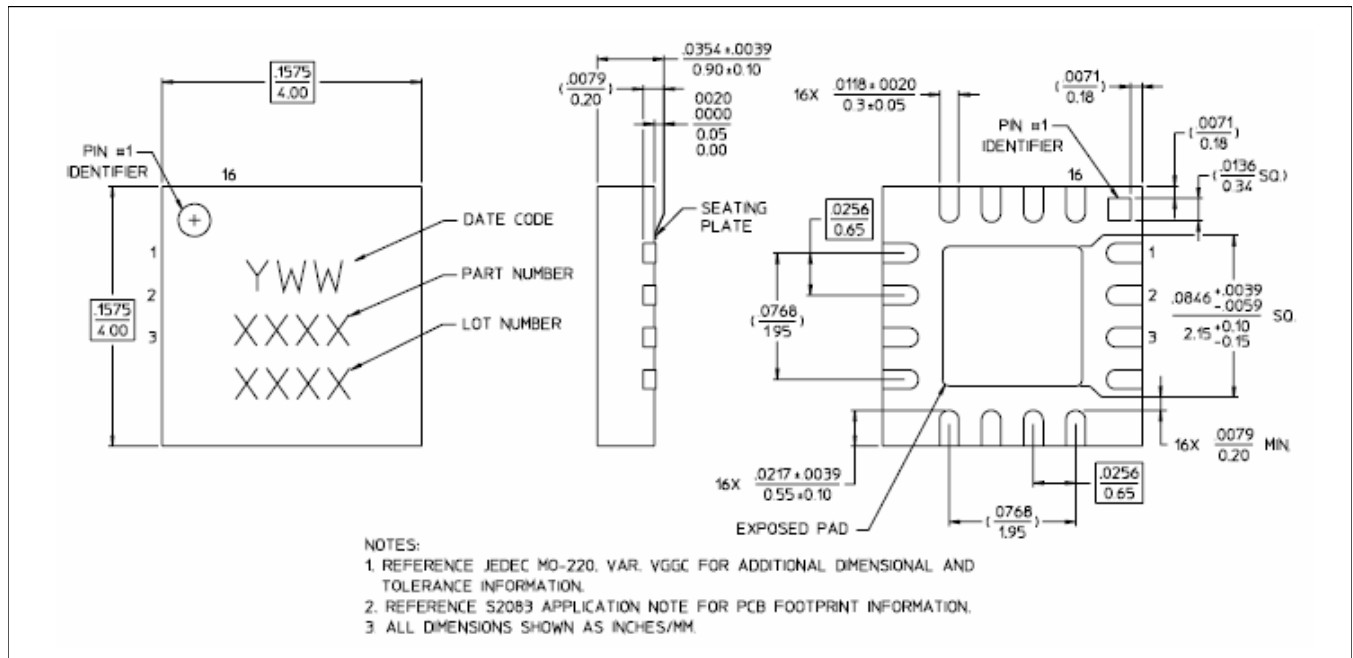 .1575
4.00
PIN #1
IDENTIFIER
16
1
2
3
.1575
4.00
YWW
XXXX
XXXX
DATE CODE
PART NUMBER
LOT NUMBER
.0354±.0039
0.90±0.10
(.0079
0.20)
0020
0000
0.05
0.00
SEATING
PLATE
16X .0118±.0020
0.3±0.05
(.0071
0.18)
PIN #1
IDENTIFIER
16
(.0071
0.18)
(.0136
0.34 SQ.)
.0256
0.65
(.0768
1.95)
1
2
3
.0846 +.0039
-.0059 SQ.
2.15 +0.10
-0.15
16X .0079 MIN.
0.20
16X .0217±.0039
0.55±0.10
.0256
0.65
(.0768
1.95)
EXPOSED PAD
NOTES:
1. REFERENCE JEDEC MO-220, VAR. VGGC FOR ADDITIONAL DIMENSIONAL AND
TOLERANCE INFORMATION.
2. REFERENCE S2083 APPLICATION NOTE FOR PCB FOOTPRINT INFORMATION.
3 ALL DIMENSIONS SHOWN AS INCHES/MM.